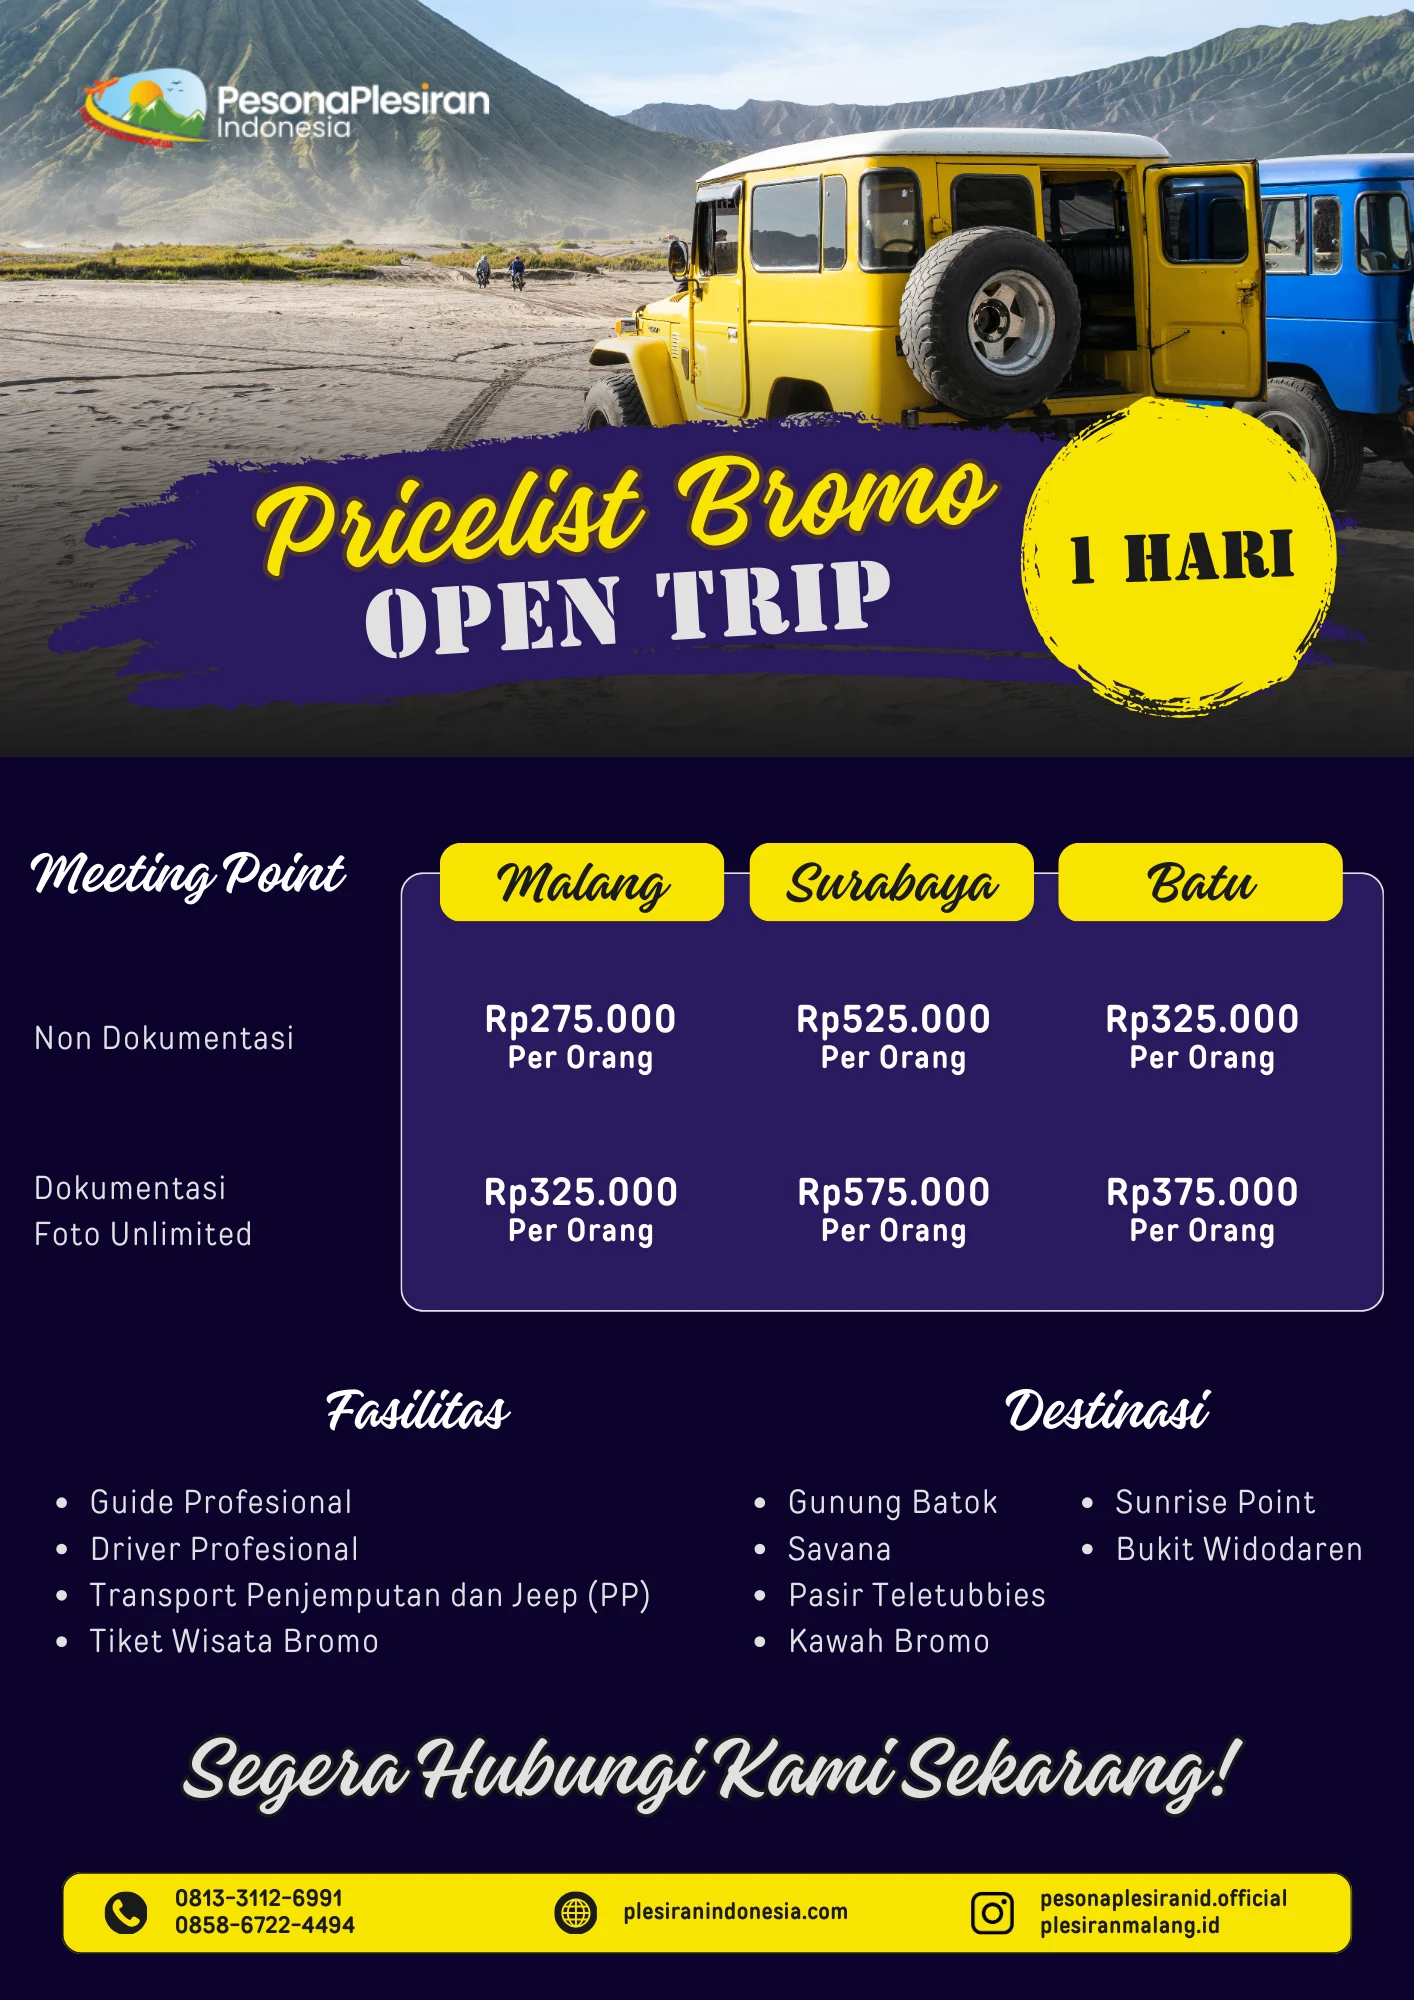 PesonaPlesiran
Indonesia
Pricelist Bromo
OPEN TRIP
1 HARI
Meeting Point
Malang
Surabaya
Batu
Non Dokumentasi
Rp275.000
Per Orang
Rp525.000
Per Orang
Rp325.000
Per Orang
Dokumentasi
Foto Unlimited
Rp325.000
Per Orang
Rp575.000
Per Orang
Rp375.000
Per Orang
Fasilitas
• Guide Profesional
• Driver Profesional
• Transport Penjemputan dan Jeep (PP)
• Tiket Wisata Bromo
Destinasi
• Gunung Batok
• Savana
• Pasir Teletubbies
• Kawah Bromo
• Sunrise Point
• Bukit Widodaren
Segera Hubungi Kami Sekarang!
0813-3112-6991
0858-6722-4494
plesiranindonesia.com
pesonaplesiranid.official
plesiranmalang.id